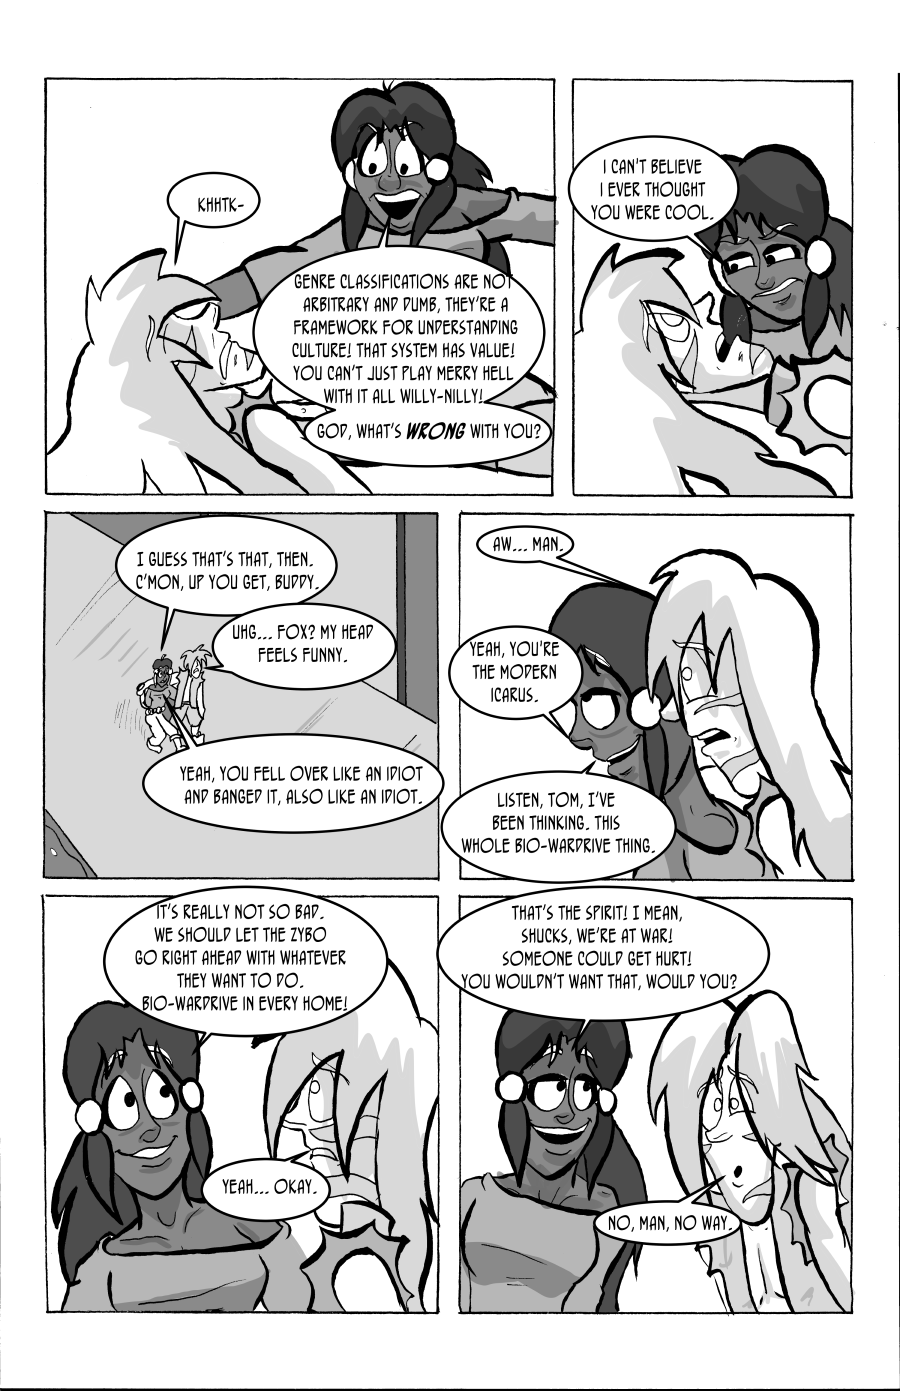 KHHTK-
GENRE CLASSIFICATIONS ARE NOT
ARBITRARY AND DUMB, THEY'RE A
FRAMEWORK FOR UNDERSTANDING
CULTURE! THAT SYSTEM HAS VALUE!
YOU CAN'T JUST PLAY MERRY HELL
WITH IT ALL WILLY-NILLY!
GOD, WHAT'S WRONG WITH YOU?
I CAN'T BELIEVE
I EVER THOUGHT
YOU WERE COOL.
I GUESS THAT'S THAT, THEN.
C'MON, UP YOU GET, BUDDY.
UHG... FOX? MY HEAD
FEELS FUNNY.
YEAH, YOU FELL OVER LIKE AN IDIOT
AND BANGED IT, ALSO LIKE AN IDIOT.
AW... MAN.
YEAH, YOU'RE
THE MODERN
ICARUS.
LISTEN, TOM, I'VE
BEEN THINKING. THIS
WHOLE BIO-WARDRIVE THING.
IT'S REALLY NOT SO BAD.
WE SHOULD LET THE ZYBO
GO RIGHT AHEAD WITH WHATEVER
THEY WANT TO DO.
BIO-WARDRIVE IN EVERY HOME!
YEAH... OKAY.
THAT'S THE SPIRIT! I MEAN,
SHUCKS, WE'RE AT WAR!
SOMEONE COULD GET HURT!
YOU WOULDN'T WANT THAT, WOULD YOU?
NO, MAN, NO WAY.